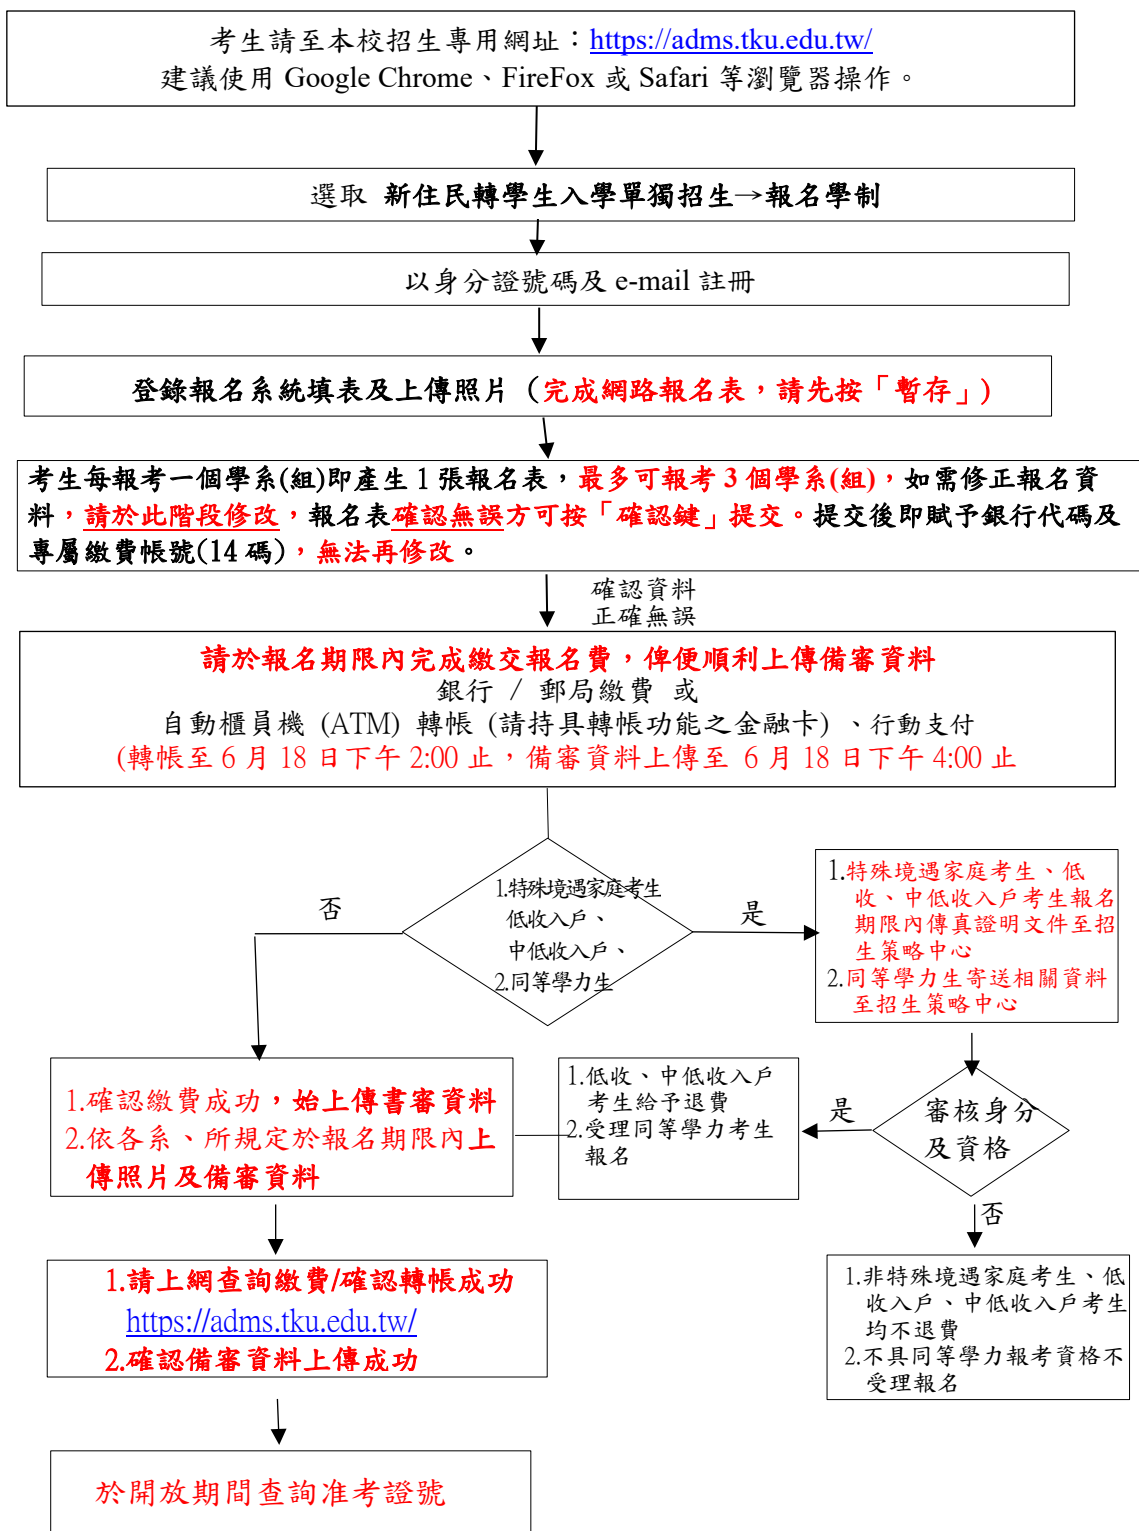 考生請至本校招生專用網址：https://adms.tku.edu.tw/
建議使用 Google Chrome、FireFox 或 Safari 等瀏覽器操作。
選取 新住民轉學生入學單獨招生→報名學制
以身分證號碼及 e-mail 註冊
登錄報名系統填表及上傳照片（完成網路報名表，請先按「暫存」)
考生每報考一個學系(組)即產生 1 張報名表，最多可報考 3 個學系(組)，如需修正報名資
料，請於此階段修改，報名表確認無誤方可按「確認鍵」提交。提交後即賦予銀行代碼及
專屬繳費帳號(14 碼)，無法再修改。
確認資料
正確無誤
請於報名期限內完成繳交報名費，俾便順利上傳備審資料
銀行 / 郵局繳費 或
自動櫃員機 (ATM) 轉帳 (請持具轉帳功能之金融卡) 、行動支付
(轉帳至 6 月 18 日下午 2:00 止，備審資料上傳至 6 月 18 日下午 4:00 止
1.特殊境遇家庭考生
低收入戶、
中低收入戶、
2.同等學力生
否
是
1.特殊境遇家庭考生、低
收、中低收入戶考生報名
期限內傳真證明文件至招
生策略中心
2.同等學力生寄送相關資料
至招生策略中心
1.確認繳費成功，始上傳書審資料
2.依各系、所規定於報名期限內上
傳照片及備審資料
1.低收、中低收入戶
考生給予退費
2.受理同等學力考生
報名
是
審核身分
及資格
否
1.請上網查詢繳費/確認轉帳成功
https://adms.tku.edu.tw/
2.確認備審資料上傳成功
1.非特殊境遇家庭考生、低
收入戶、中低收入戶考生
均不退費
2.不具同等學力報考資格不
受理報名
於開放期間查詢准考證號